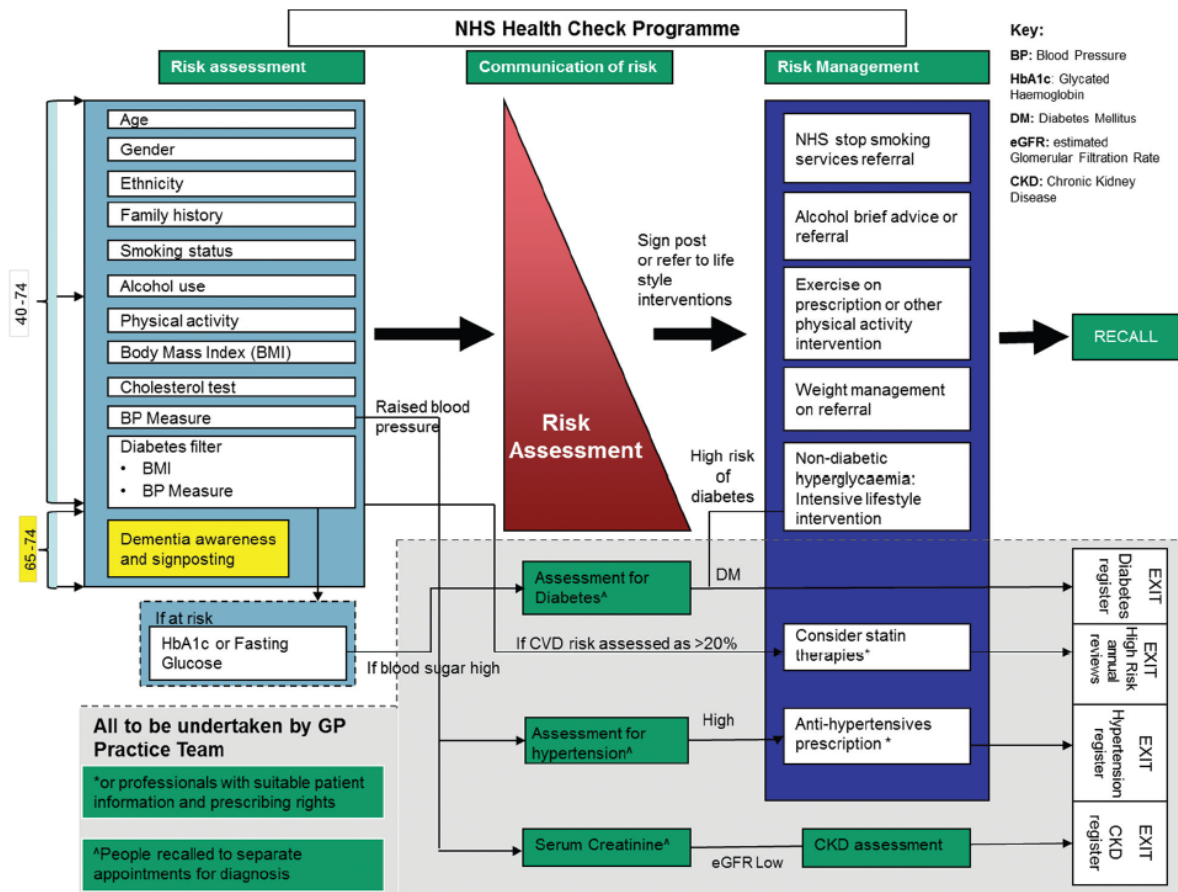 NHS Health Check Programme
Risk assessment
Communication of risk
Risk Management
Key:
BP: Blood Pressure
HbA1c: Glycated
Haemoglobin
DM: Diabetes Mellitus
eGFR: estimated
Glomerular Filtration Rate
CKD: Chronic Kidney
Disease
40-74
65-74
Age
Gender
Ethnicity
Family history
Smoking status
Alcohol use
Physical activity
Body Mass Index (BMI)
Cholesterol test
BP Measure
Diabetes filter
• BMI
• BP Measure
Dementia awareness
and signposting
If at risk
HbA1c or Fasting
Glucose
Raised blood
pressure
If blood sugar high
Risk
Assessment
Sign post
or refer to life
style
interventions
High risk
of
diabetes
NHS stop smoking
services referral
Alcohol brief advice or
referral
Exercise on
prescription or other
physical activity
intervention
Weight management
on referral
Non-diabetic
hyperglycaemia:
Intensive lifestyle
intervention
RECALL
Assessment for
Diabetes^
DM
If CVD risk assessed as >20%
Consider statin
therapies*
Assessment for
hypertension^
High
Anti-hypertensives
prescription *
Serum Creatinine^
eGFR Low
CKD assessment
EXIT
Diabetes
register
EXIT
High Risk
annual
reviews
EXIT
Hypertension
register
EXIT
CKD
register
All to be undertaken by GP
Practice Team
*or professionals with suitable patient
information and prescribing rights
^People recalled to separate
appointments for diagnosis